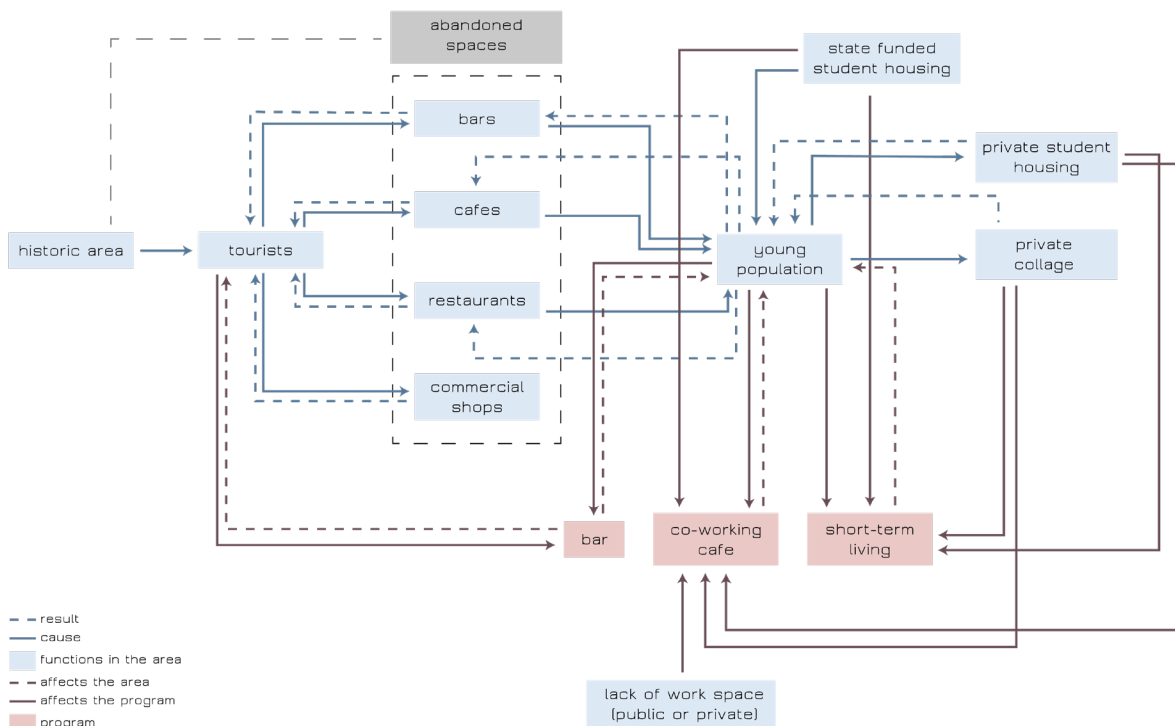 abandoned
spaces
state funded
student housing
bars
private student
housing
cafes
historic area
tourists
young
population
private
collage
restaurants
commercial
shops
bar
co-working
cafe
short-term
living
result
cause
functions in the area
affects the area
affects the program
program
lack of work space
(public or private)